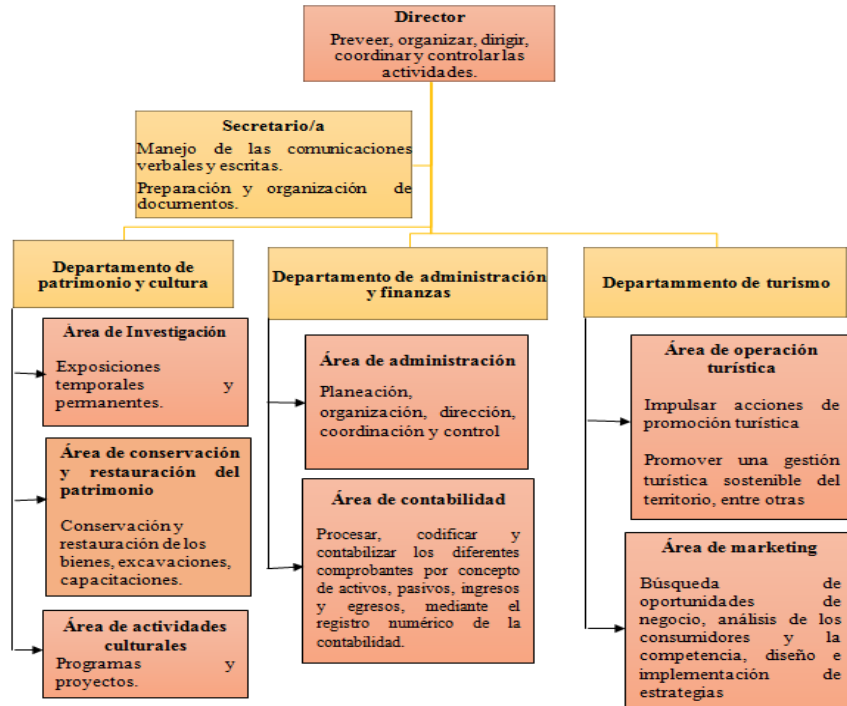 Director
Preveer, organizar, dirigir,
coordinar y controlar las
actividades.
Secretario/a
Manejo de las comunicaciones
verbales y escritas.
Preparación y organización de
documentos.
Departamento de
patrimonio y cultura
Área de Investigación
Exposiciones
temporales y
permanentes.
Área de conservación
y restauración del
patrimonio
Conservación y
restauración de los
bienes, excavaciones,
capacitaciones.
Área de actividades
culturales
Programas y
proyectos.
Departamento de administración
y finanzas
Área de administración
Planeación,
organización, dirección,
coordinación y control
Área de contabilidad
Procesar, codificar y
contabilizar los diferentes
comprobantes por concepto
de activos, pasivos, ingresos
y egresos, mediante el
registro numérico de la
contabilidad.
Departammento de turismo
Área de operación
turística
Impulsar acciones de
promoción turística
Promover una gestión
turística sostenible del
territorio, entre otras
Área de marketing
Búsqueda de
oportunidades de
negocio, análisis de los
consumidores y la
competencia, diseño e
implementación de
estrategias